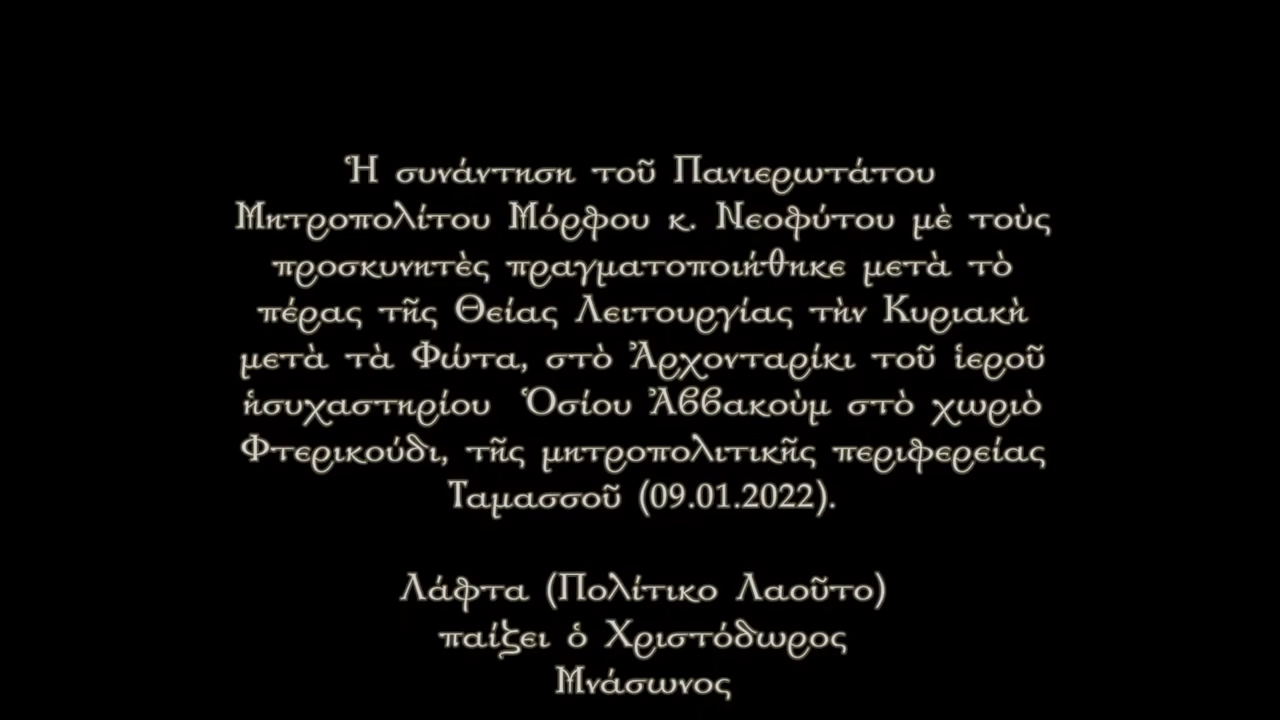 Ἡ συνάντηση τοῦ Πανιερωτάτου
Μητροπολίτου Μόρφου κ. Νεοφύτου μὲ τοὺς
προσκυνητὲς πραγματοποιήθηκε μετὰ τὸ
πέρας τῆς Θείας Λειτουργίας τὴν Κυριακὴ
μετὰ τὰ Φώτα, στὸ Ἀρχονταρίκι τοῦ ἱεροῦ
ἡσυχαστηρίου Ὁσίου Ἀββακοὺμ στὸ χωριὸ
Φτερικούδι, τῆς μητροπολιτικῆς περιφερείας
Ταμασσοῦ (09.01.2022).
Λάφτα (Πολίτικο Λαοῦτο)
παίζει ὁ Χριστόδωρος
Μνάσωνος